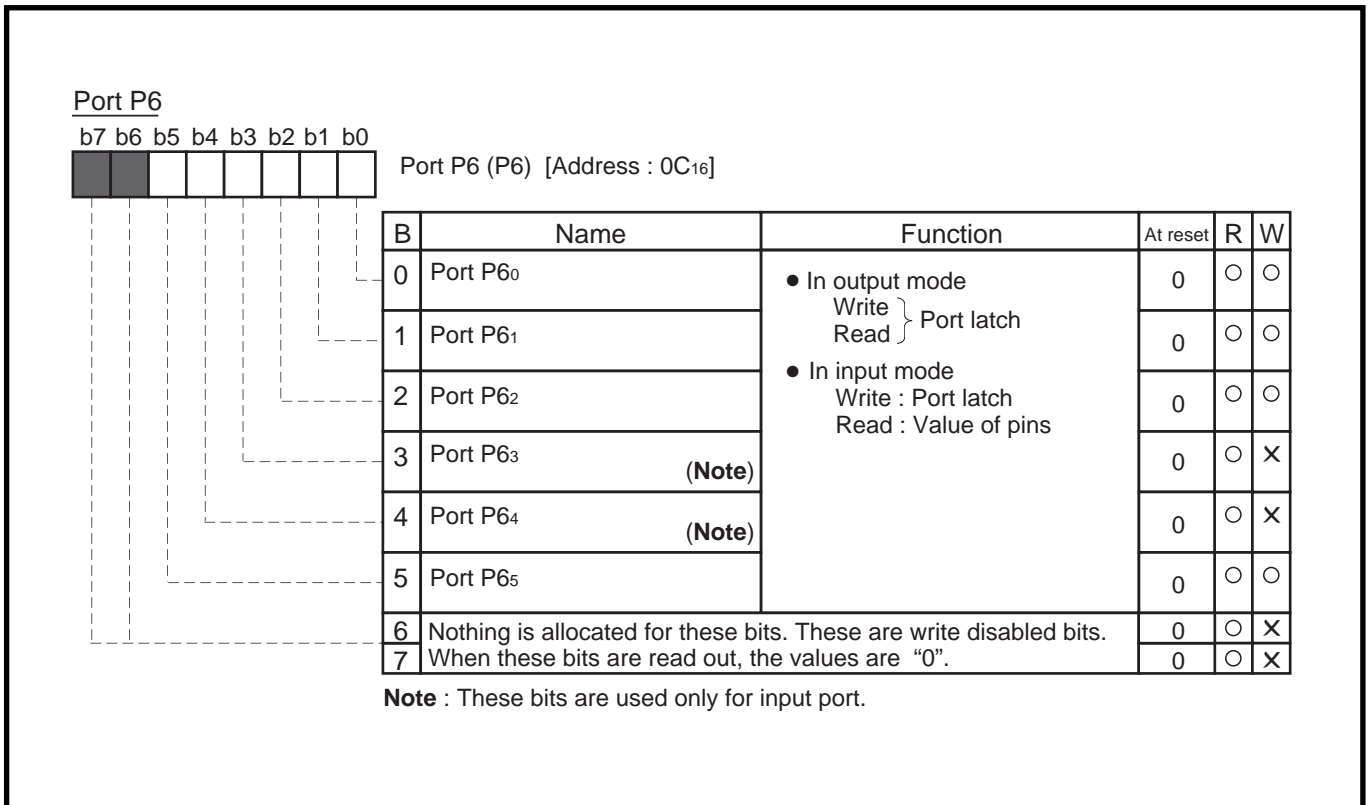 Port P6
b7 b6 b5 b4 b3 b2 b1 b0
Port P6 (P6) [Address : 0C16]
B Name Function At reset R W
0 Port P60 0 ○ ○
1 Port P61 0 ○ ○
2 Port P62 0 ○ ○
3 Port P63 (Note) 0 ○ ×
4 Port P64 (Note) 0 ○ ×
5 Port P65 0 ○ ○
● In output mode
Write
Read } Port latch
● In input mode
Write : Port latch
Read : Value of pins
6 Nothing is allocated for these bits. These are write disabled bits. 0 ○ ×
7 When these bits are read out, the values are “0”. 0 ○ ×
Note : These bits are used only for input port.